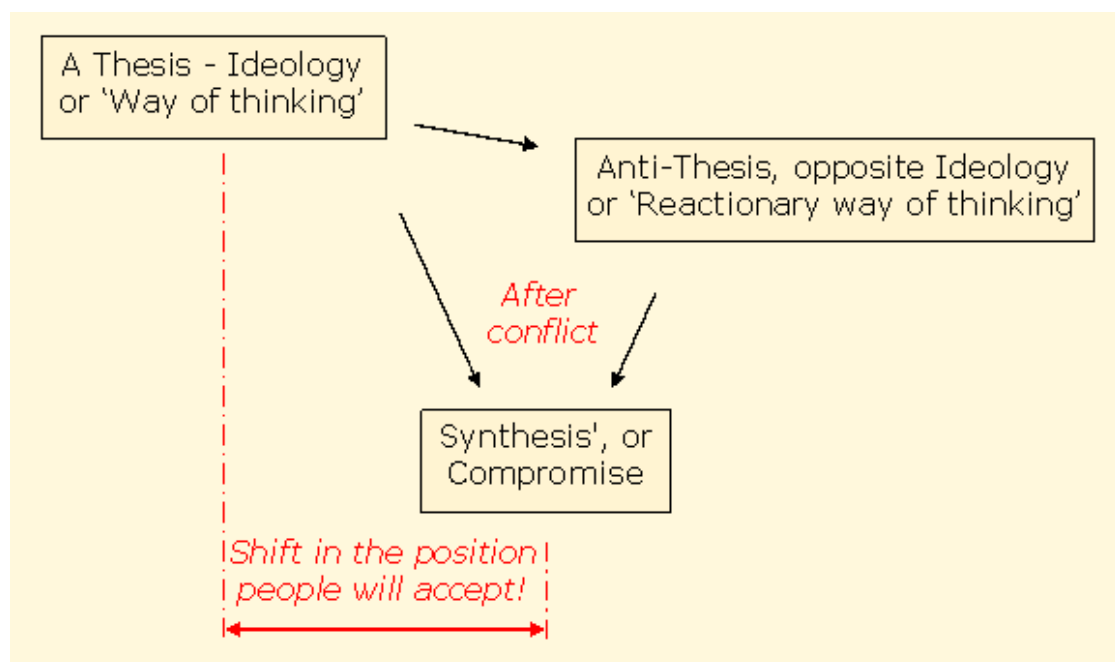 A Thesis - Ideology
or ‘Way of thinking’
Anti-Thesis, opposite Ideology
or ‘Reactionary way of thinking’
After
conflict
Synthesis', or
Compromise
Shift in the position
people will accept!